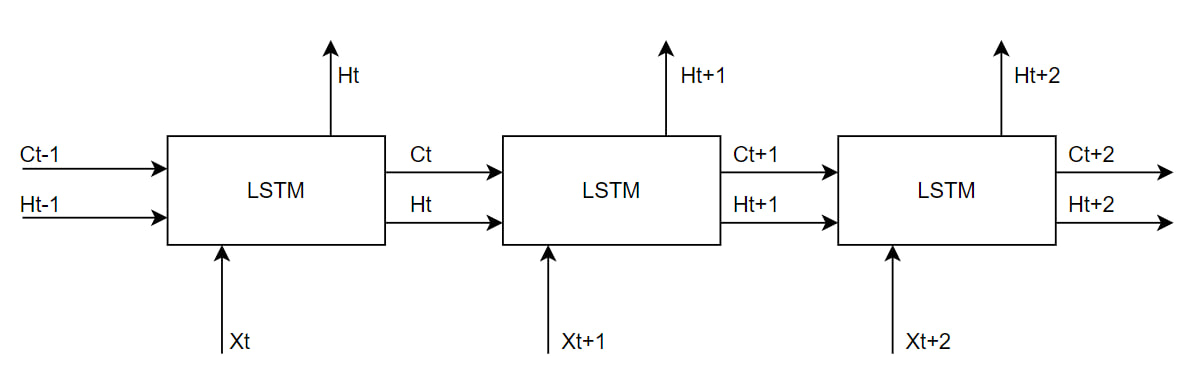 Ht
Ht+1
Ht+2
Ct-1
Ct
Ct+1
Ct+2
LSTM
LSTM
LSTM
Ht-1
Ht
Ht+1
Ht+2
Xt
Xt+1
Xt+2